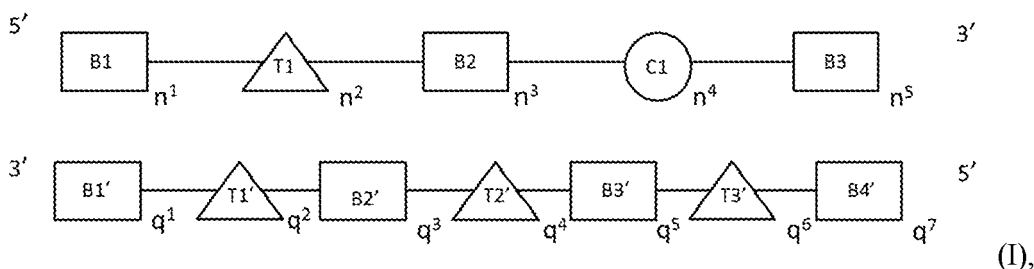 5′ 3′
B1 T1 B2 C1 B3
n¹ n² n³ n⁴ n⁵
3′ 5′
B1′ T1′ B2′ T2′ B3′ T3′ B4′
q¹ q² q³ q⁴ q⁵ q⁶ q⁷
(I),